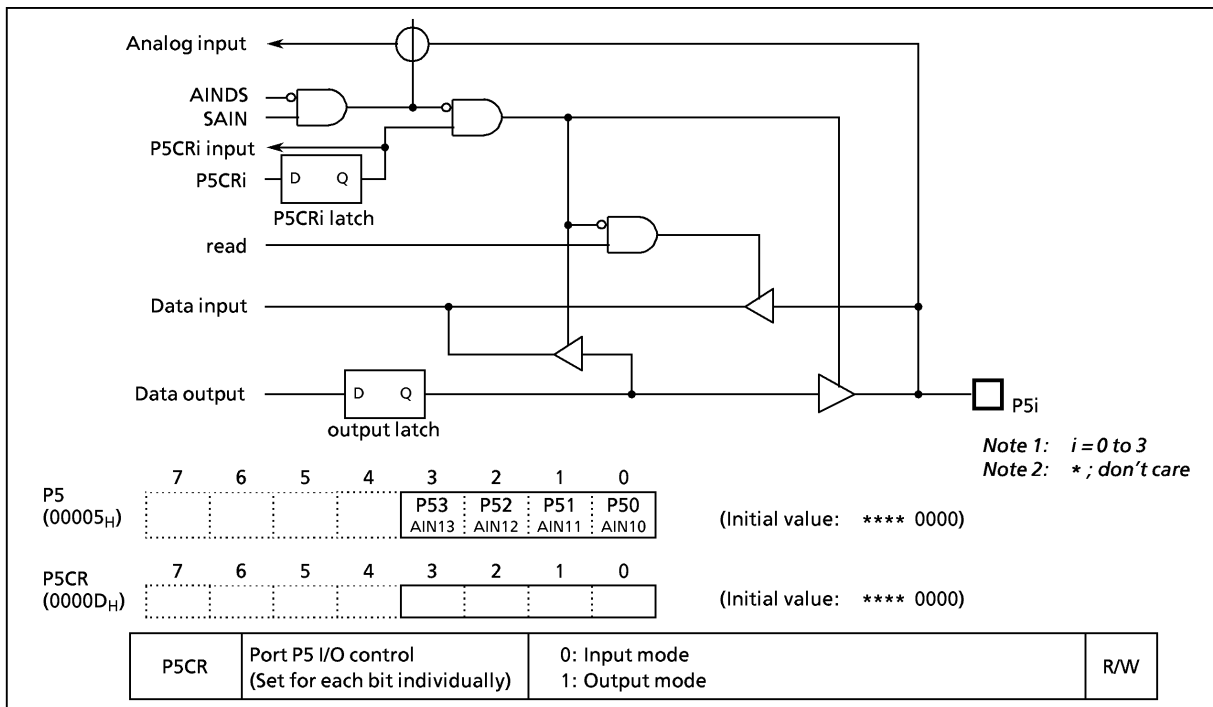 Analog input
AINDS
SAIN
P5CRi input
P5CRi
D Q
P5CRi latch
read
Data input
Data output
D Q
output latch
P5i
Note 1: i = 0 to 3
Note 2: * ; don't care
7 6 5 4 3 2 1 0
P5
(00005H)
P53 P52 P51 P50
AIN13 AIN12 AIN11 AIN10
(Initial value: **** 0000)
7 6 5 4 3 2 1 0
P5CR
(0000DH)
(Initial value: **** 0000)
P5CR
Port P5 I/O control
(Set for each bit individually)
0: Input mode
1: Output mode
R/W